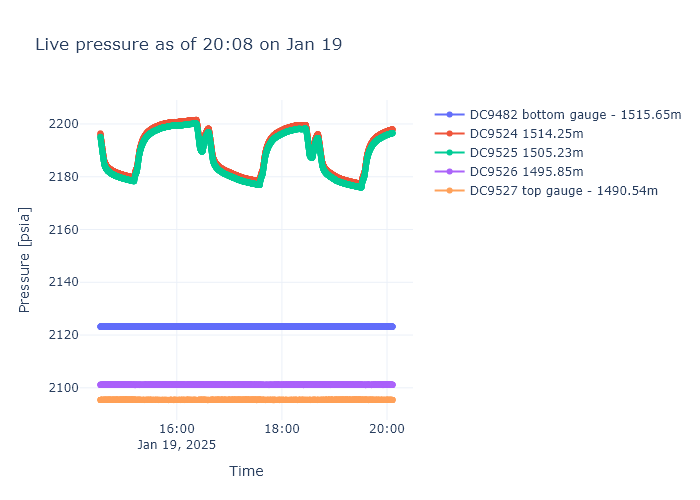 Live pressure as of 20:08 on Jan 19
DC9482 bottom gauge - 1515.65m
DC9524 1514.25m
DC9525 1505.23m
DC9526 1495.85m
DC9527 top gauge - 1490.54m
Pressure [psia]
2200
2180
2160
2140
2120
2100
16:00
Jan 19, 2025
18:00
20:00
Time